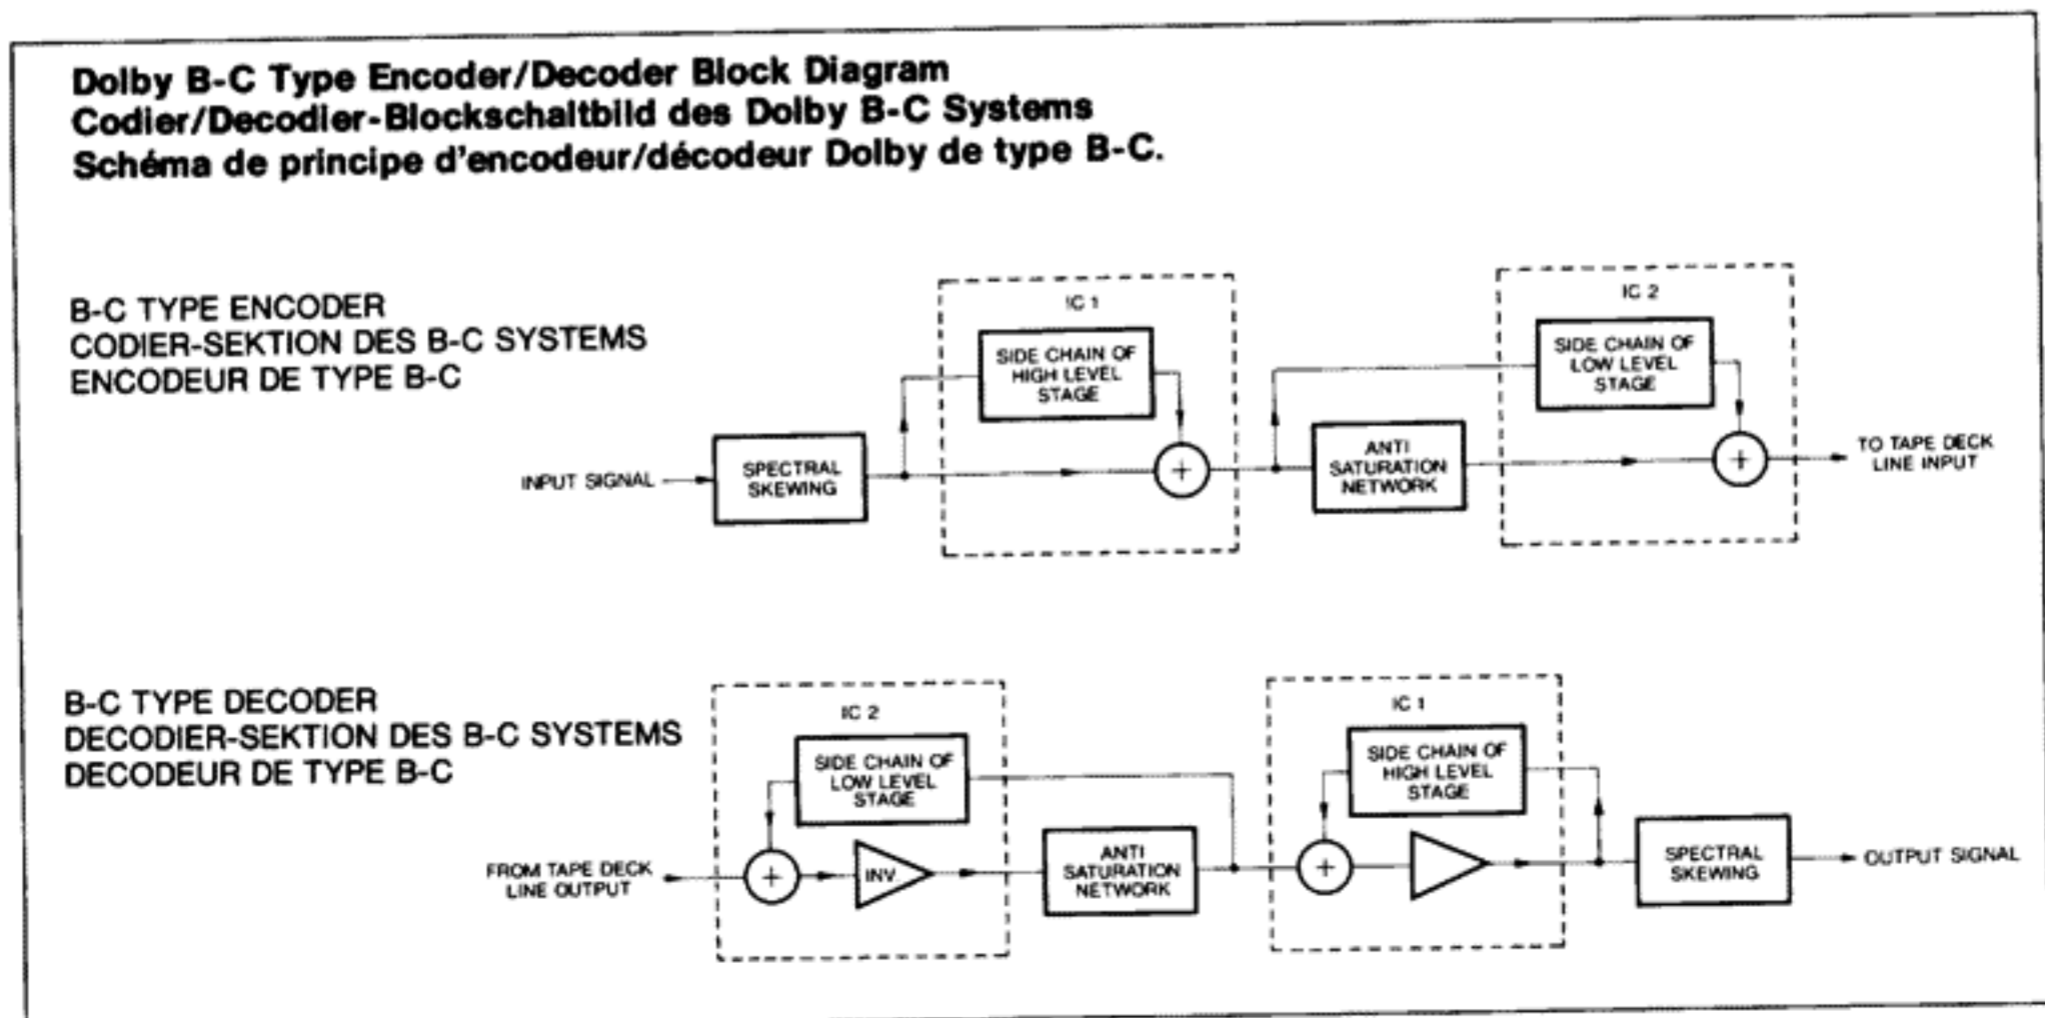 Dolby B-C Type Encoder/Decoder Block Diagram
Codier/Decodier-Blockschaltbild des Dolby B-C Systems
Schéma de principe d'encodeur/décodeur Dolby de type B-C.
B-C TYPE ENCODER
CODIER-SEKTION DES B-C SYSTEMS
ENCODEUR DE TYPE B-C
INPUT SIGNAL
SPECTRAL
SKEWING
IC 1
SIDE CHAIN OF
HIGH LEVEL
STAGE
+
ANTI
SATURATION
NETWORK
IC 2
SIDE CHAIN OF
LOW LEVEL
STAGE
+
TO TAPE DECK
LINE INPUT
B-C TYPE DECODER
DECODIER-SEKTION DES B-C SYSTEMS
DECODEUR DE TYPE B-C
FROM TAPE DECK
LINE OUTPUT
IC 2
SIDE CHAIN OF
LOW LEVEL
STAGE
+
INV.
ANTI
SATURATION
NETWORK
IC 1
SIDE CHAIN OF
HIGH LEVEL
STAGE
+
SPECTRAL
SKEWING
OUTPUT SIGNAL